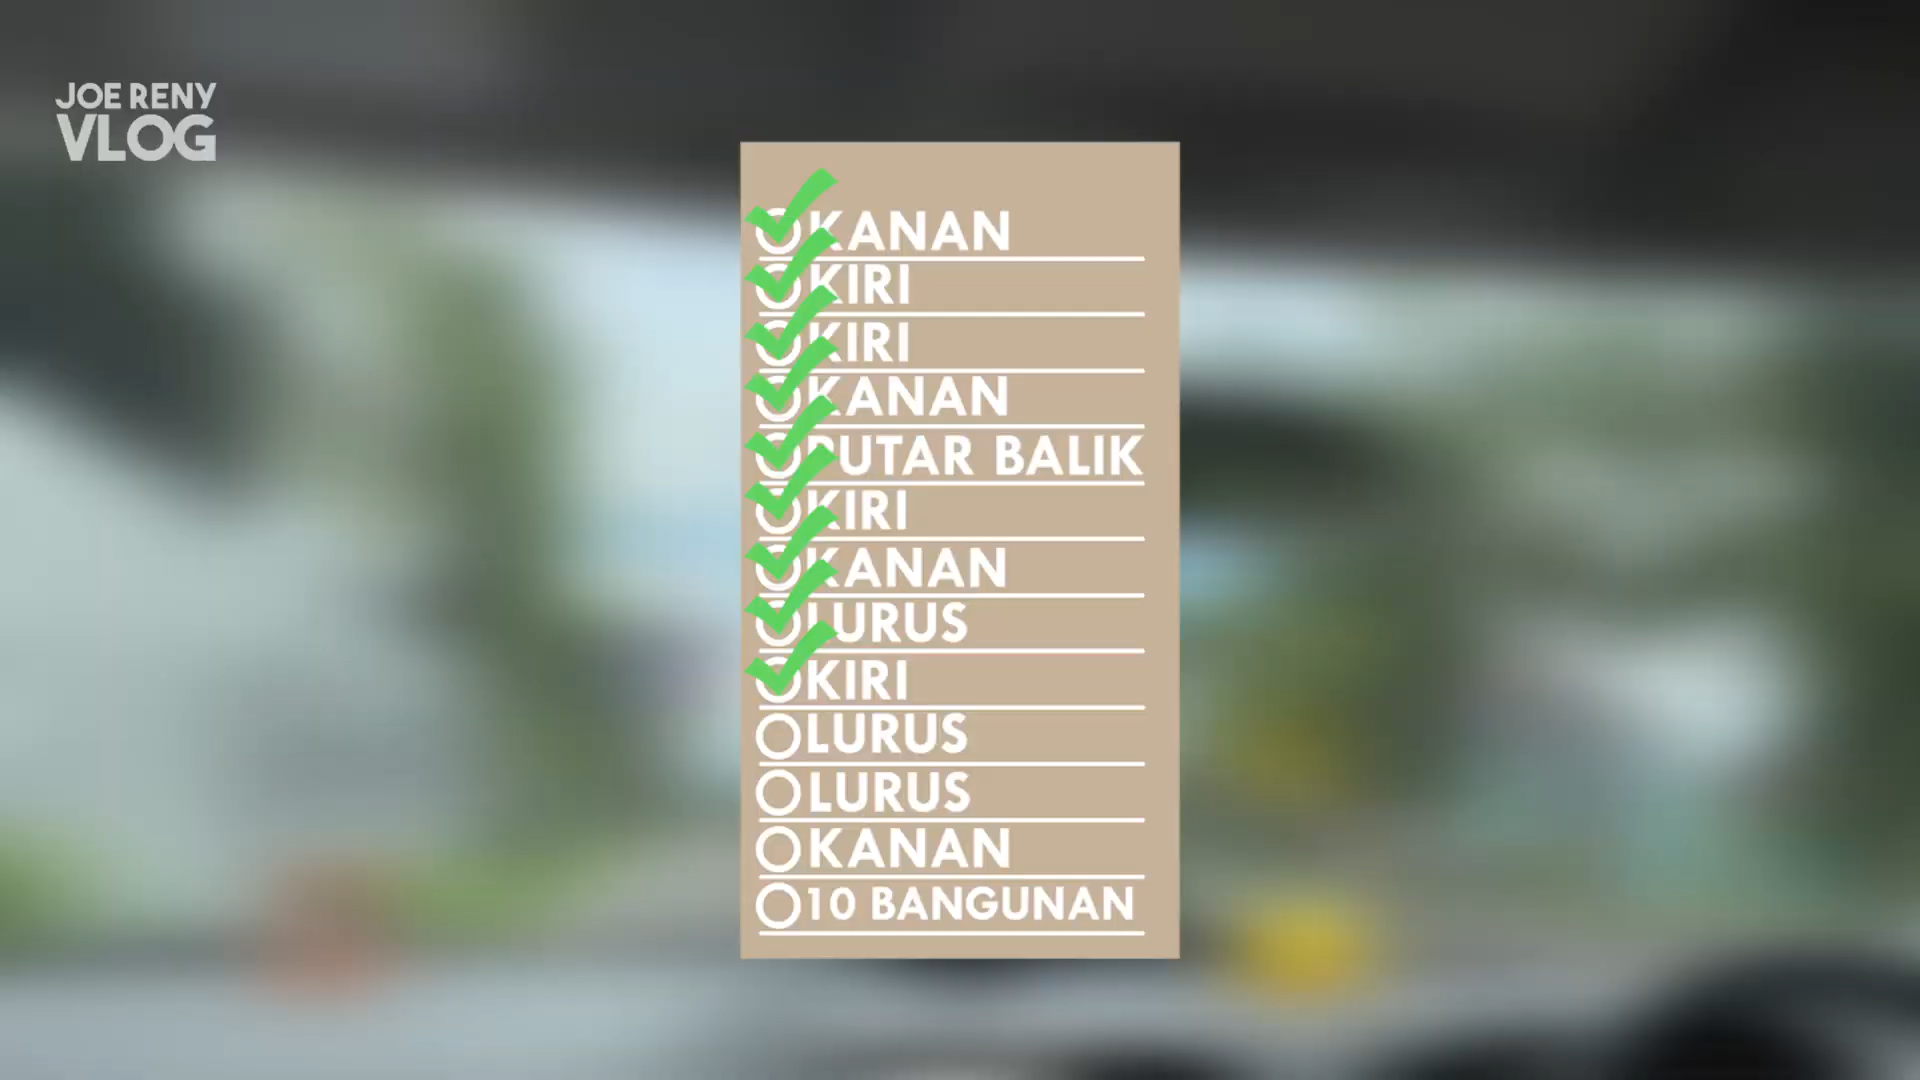 JOE RENY
VLOG
KANAN
KIRI
KIRI
KANAN
PUTAR BALIK
KIRI
KANAN
LURUS
KIRI
LURUS
LURUS
KANAN
10 BANGUNAN